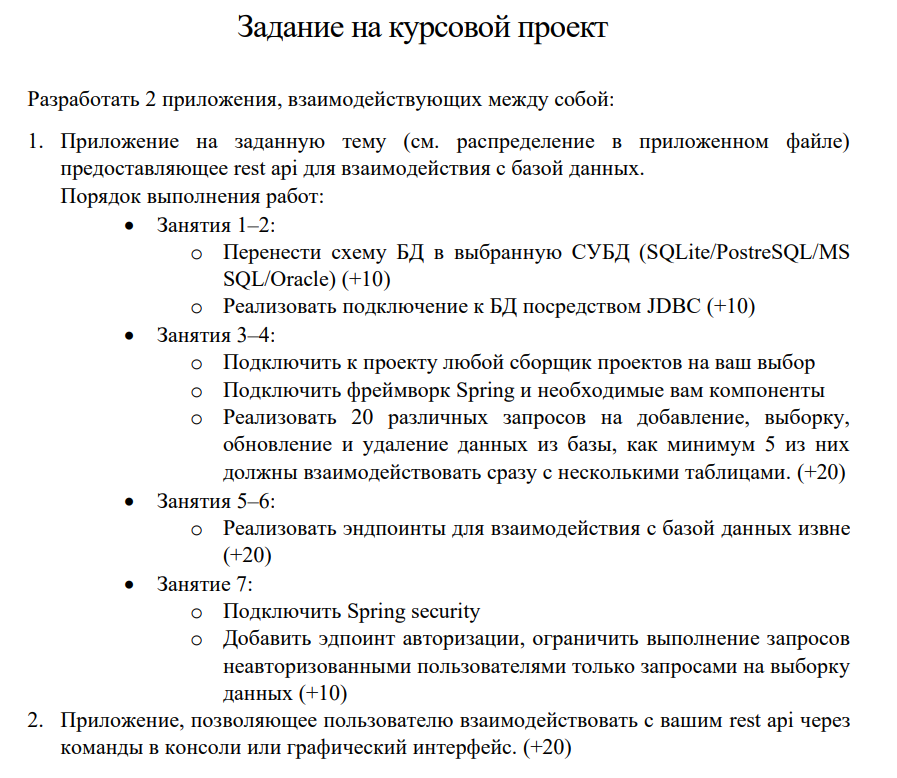 Задание на курсовой проект
Разработать 2 приложения, взаимодействующих между собой:
1. Приложение на заданную тему (см. распределение в приложенном файле)
предоставляющее rest api для взаимодействия с базой данных.
Порядок выполнения работ:
• Занятия 1–2:
o Перенести схему БД в выбранную СУБД (SQLite/PostreSQL/MS
SQL/Oracle) (+10)
o Реализовать подключение к БД посредством JDBC (+10)
• Занятия 3–4:
o Подключить к проекту любой сборщик проектов на ваш выбор
o Подключить фреймворк Spring и необходимые вам компоненты
o Реализовать 20 различных запросов на добавление, выборку,
обновление и удаление данных из базы, как минимум 5 из них
должны взаимодействовать сразу с несколькими таблицами. (+20)
• Занятия 5–6:
o Реализовать эндпоинты для взаимодействия с базой данных извне
(+20)
• Занятие 7:
o Подключить Spring security
o Добавить эдпоинт авторизации, ограничить выполнение запросов
неавторизованными пользователями только запросами на выборку
данных (+10)
2. Приложение, позволяющее пользователю взаимодействовать с вашим rest api через
команды в консоли или графический интерфейс. (+20)